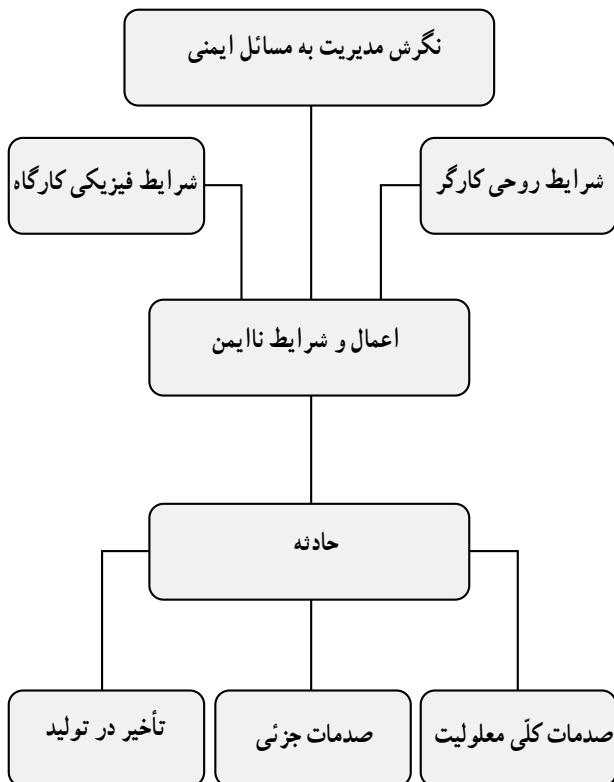 نگرش مدیریت به مسائل ایمنی
شرایط روحی کارگر
شرایط فیزیکی کارگاه
اعمال و شرایط ناایمن
حادثه
صدمات کلّی معلولیت
صدمات جزئی
تأخیر در تولید